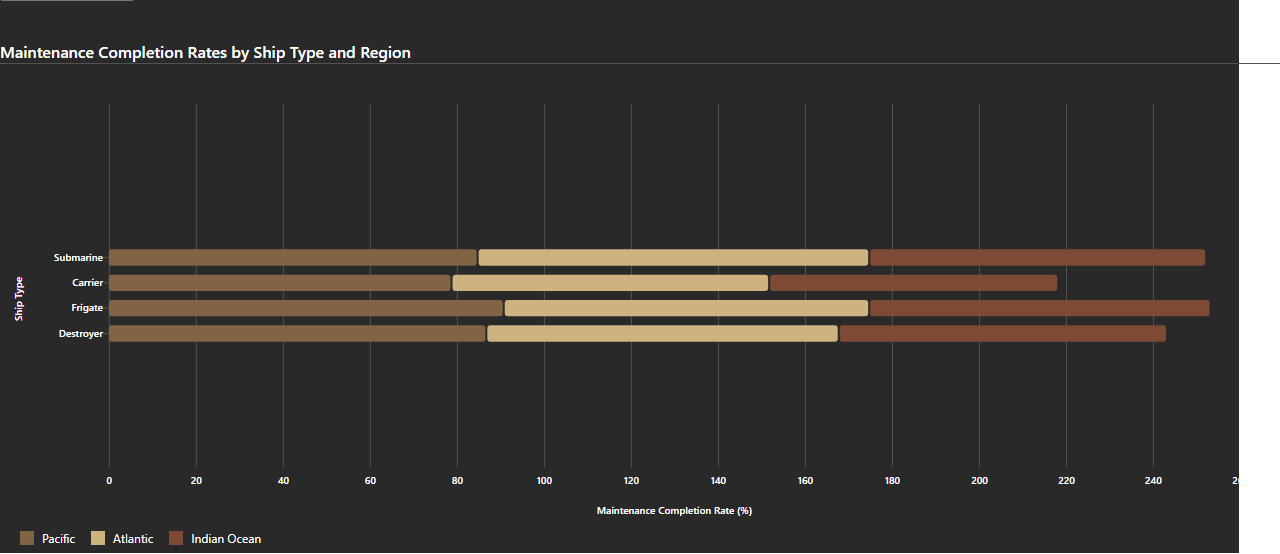 Maintenance Completion Rates by Ship Type and Region
Ship Type
Submarine
Carrier
Frigate
Destroyer
0 20 40 60 80 100 120 140 160 180 200 220 240
Maintenance Completion Rate (%)
Pacific Atlantic Indian Ocean